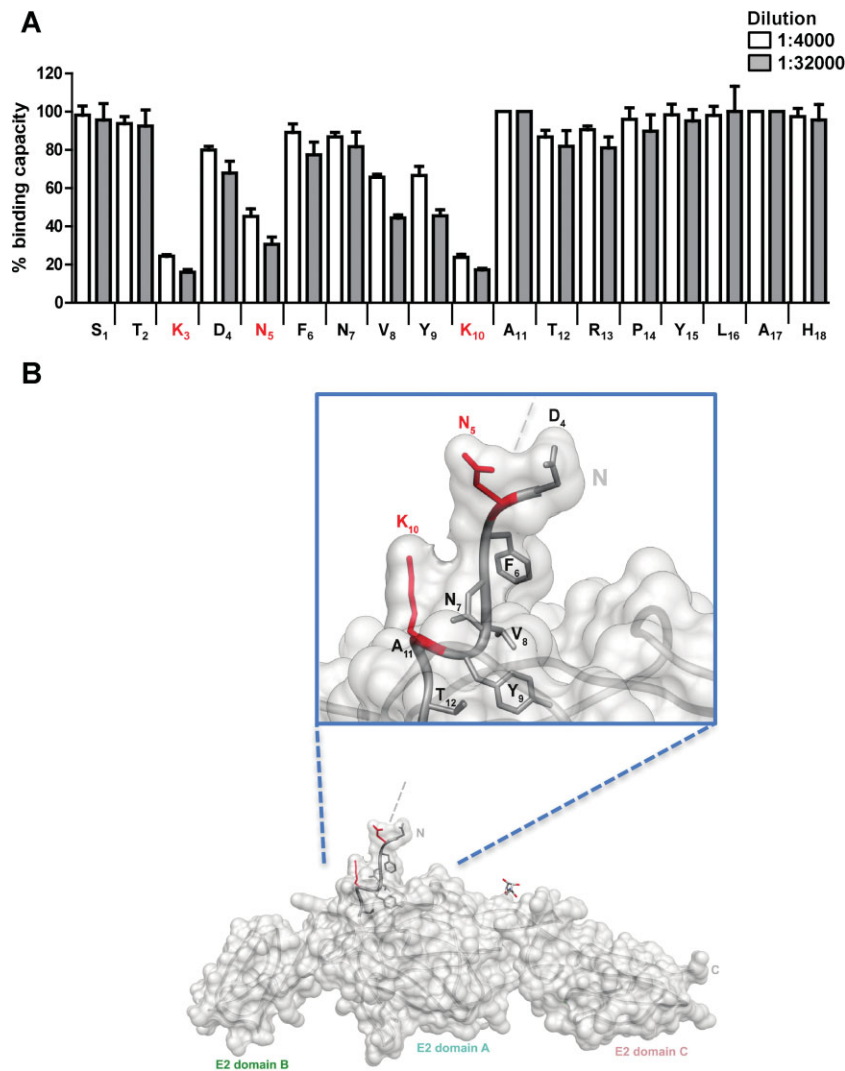 A
Dilution
1:4000
1:32000
% binding capacity
120
100
80
60
40
20
0
S1 T2 K3 D4 N5 F6 N7 V8 Y9 K10 A11 T12 R13 P14 Y15 L16 A17 H18
B
N5 D4
N
K10
F6
N7
V8
A11
Y9
T12
N
C
E2 domain B E2 domain A E2 domain C